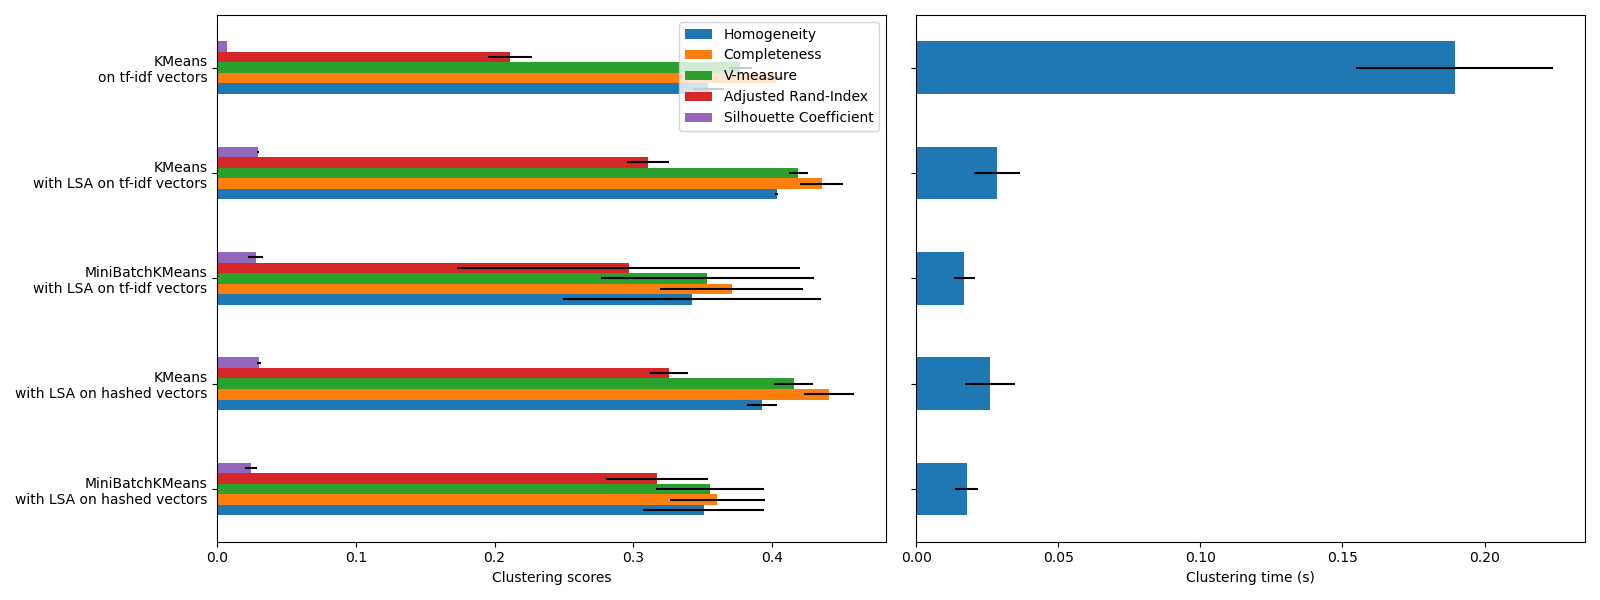 KMeans
on tf-idf vectors
KMeans
with LSA on tf-idf vectors
MiniBatchKMeans
with LSA on tf-idf vectors
KMeans
with LSA on hashed vectors
MiniBatchKMeans
with LSA on hashed vectors
Homogeneity
Completeness
V-measure
Adjusted Rand-Index
Silhouette Coefficient
0.0 0.1 0.2 0.3 0.4
Clustering scores
0.00 0.05 0.10 0.15 0.20
Clustering time (s)